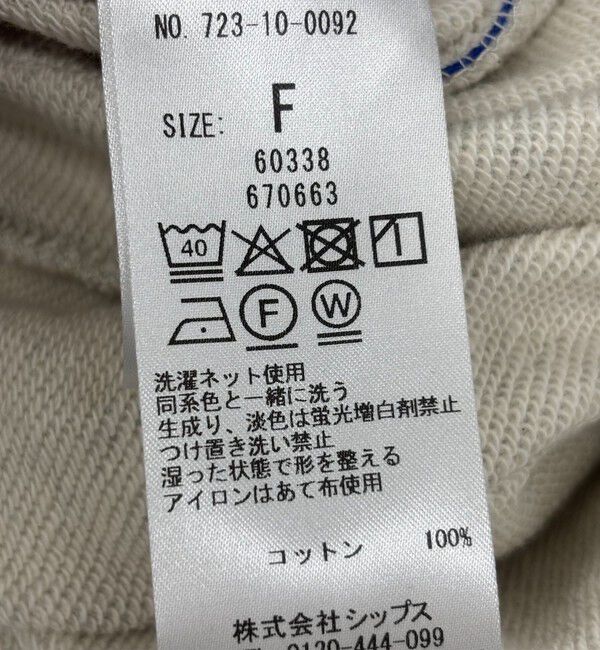 NO. 723-10-0092
SIZE: F
60338
670663
40
F W
洗濯ネット使用
同系色と一緒に洗う
生成り、淡色は蛍光増白剤禁止
つけ置き洗い禁止
湿った状態で形を整える
アイロンはあて布使用
コットン 100%
株式会社シップス
0120-444-099